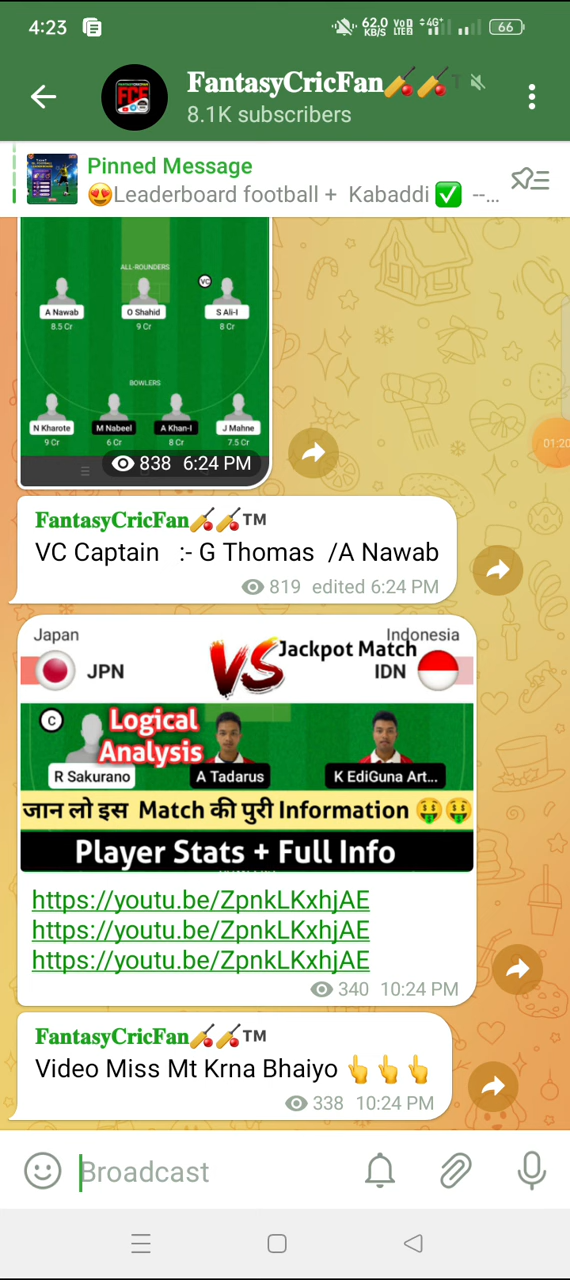 4:23
62.0 KB/S
4G+
66
FantasyCricFan🏏🏏T
8.1K subscribers
Pinned Message
😍Leaderboard football + Kabaddi ✅ --...
ALL-ROUNDERS
VC
A Nawab
O Shahid
S Ali-I
8.5 Cr
9 Cr
8 Cr
BOWLERS
N Kharote
M Nabeel
A Khan-I
J Mahne
9 Cr
6 Cr
8 Cr
7.5 Cr
01:20
838 6:24 PM
FantasyCricFan🏏🏏TM
VC Captain :- G Thomas /A Nawab
819 edited 6:24 PM
Japan
Indonesia
JPN
VS
Jackpot Match
IDN
C
Logical
Analysis
R Sakurano
A Tadarus
K EdiGuna Art...
जान लो इस Match की पुरी Information 🤑🤑
Player Stats + Full Info
https://youtu.be/ZpnkLKxhjAE
https://youtu.be/ZpnkLKxhjAE
https://youtu.be/ZpnkLKxhjAE
340 10:24 PM
FantasyCricFan🏏🏏TM
Video Miss Mt Krna Bhaiyo 👆👆👆
338 10:24 PM
Broadcast